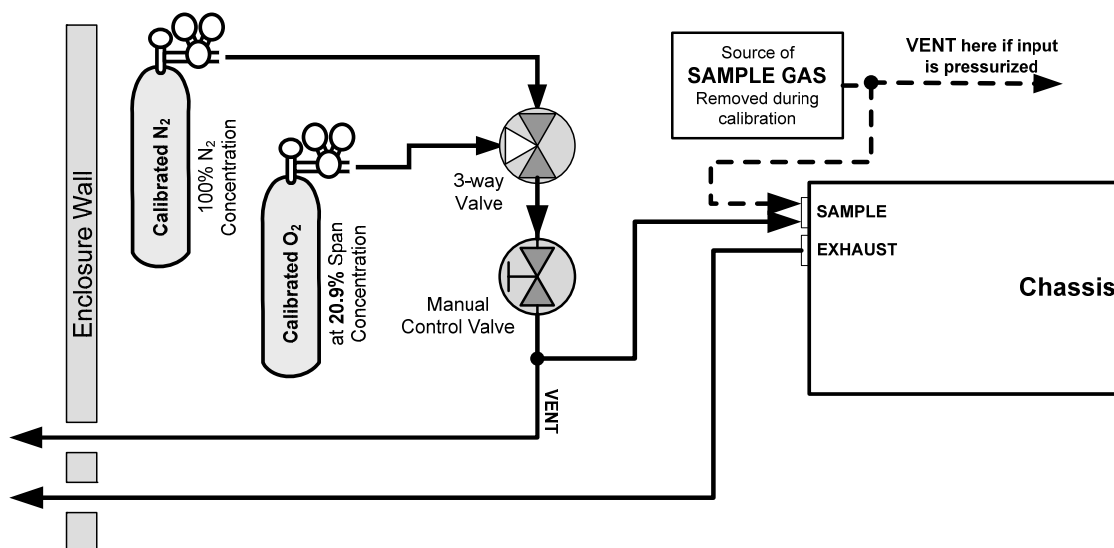 Enclosure Wall
Calibrated N₂
100% N₂
Concentration
Calibrated O₂
at 20.9% Span
Concentration
3-way
Valve
Manual
Control Valve
VENT
Source of
SAMPLE GAS
Removed during
calibration
VENT here if input
is pressurized
SAMPLE
EXHAUST
Chassis